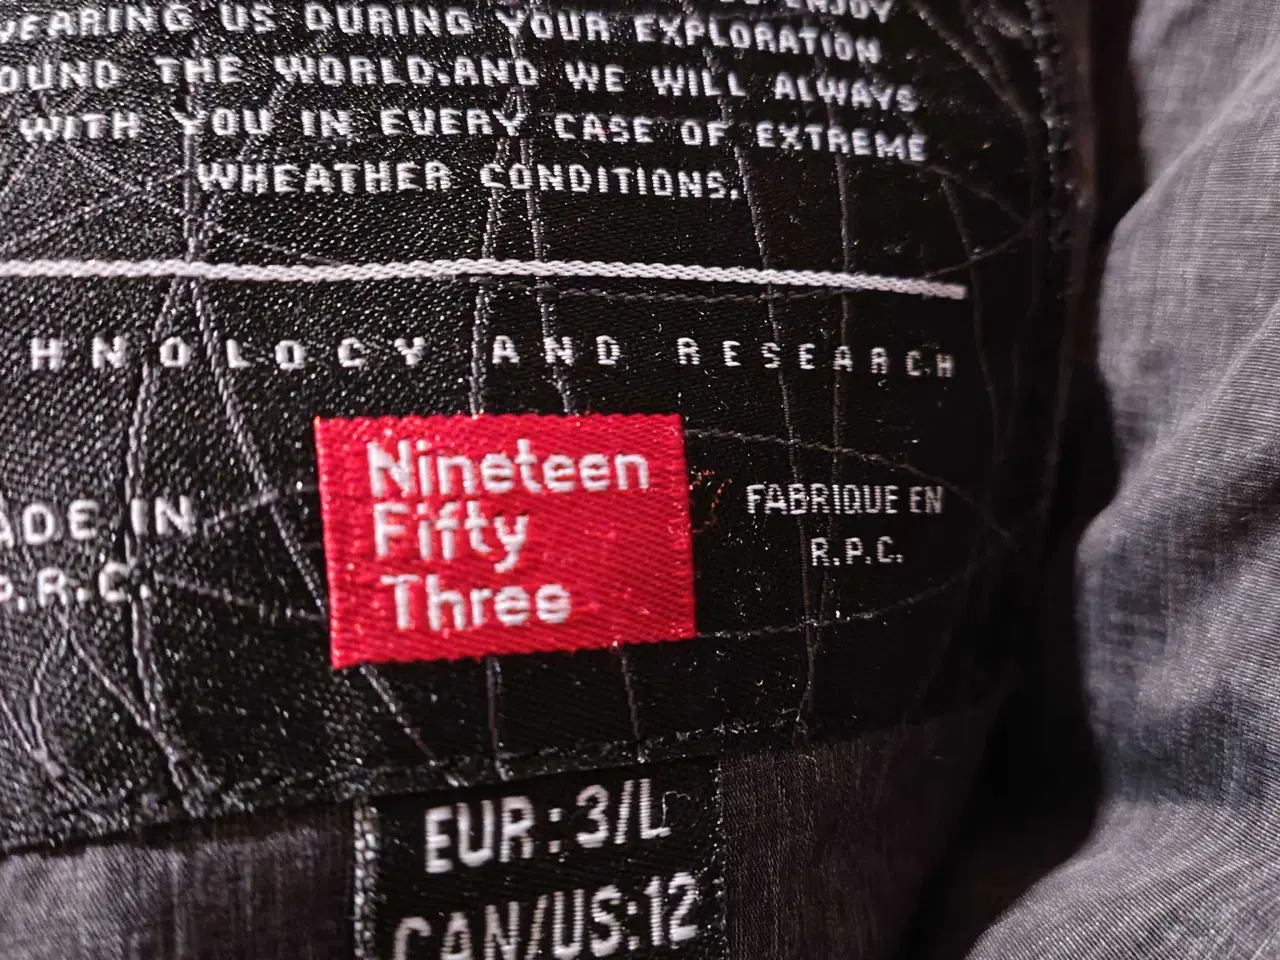 ENJOY
WEARING US DURING YOUR EXPLORATION
OUND THE WORLD.AND WE WILL ALWAYS
WITH YOU IN EVERY CASE OF EXTREME
WHEATHER CONDITIONS.
HNOLOGY AND RESEARCH
Nineteen
Fifty
Three
ADE IN
P.R.C.
FABRIQUE EN
R.P.C.
EUR:3/L
CAN/US:12